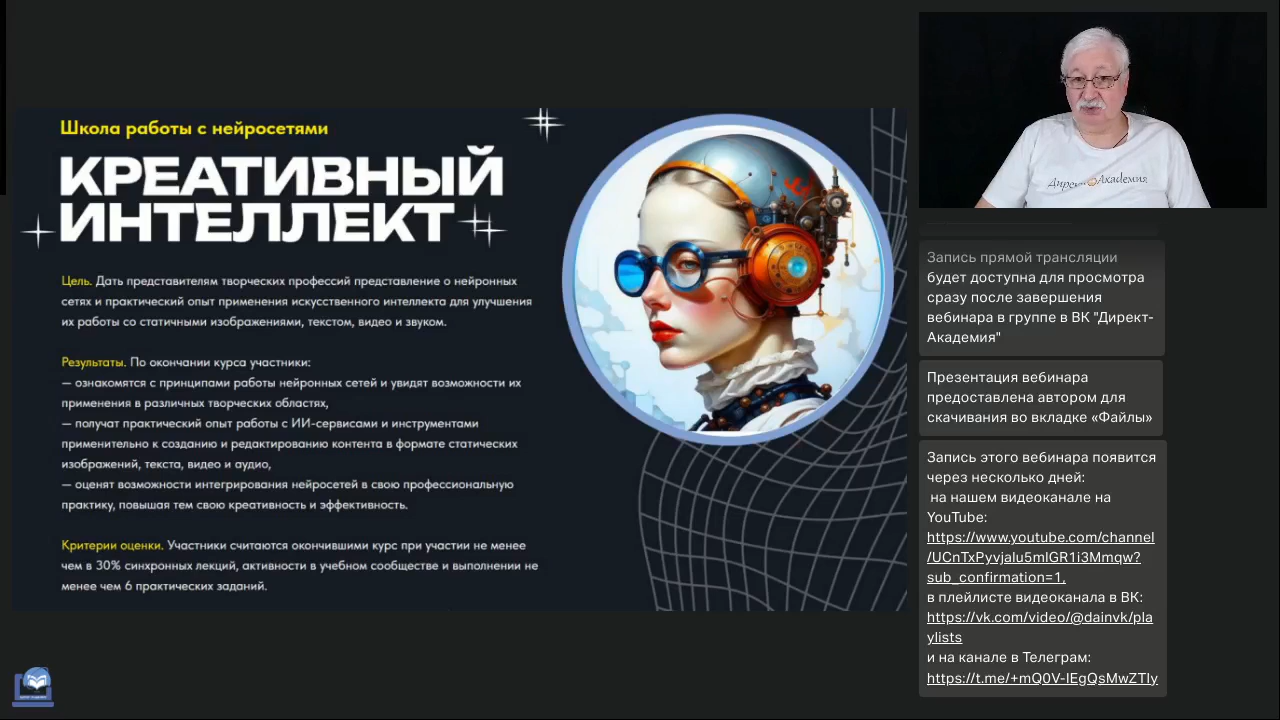 Школа работы с нейросетями
КРЕАТИВНЫЙ
ИНТЕЛЛЕКТ
Цель. Дать представителям творческих профессий представление о нейронных
сетях и практический опыт применения искусственного интеллекта для улучшения
их работы со статичными изображениями, текстом, видео и звуком.
Результаты. По окончании курса участники:
— ознакомятся с принципами работы нейронных сетей и увидят возможности их
применения в различных творческих областях,
— получат практический опыт работы с ИИ-сервисами и инструментами
применительно к созданию и редактированию контента в формате статических
изображений, текста, видео и аудио,
— оценят возможности интегрирования нейросетей в свою профессиональную
практику, повышая тем свою креативность и эффективность.
Критерии оценки. Участники считаются окончившими курс при участии не менее
чем в 30% синхронных лекций, активности в учебном сообществе и выполнении не
менее чем 6 практических заданий.
Директ Академия
Запись прямой трансляции
будет доступна для просмотра
сразу после завершения
вебинара в группе в ВК "Директ-
Академия"
Презентация вебинара
предоставлена автором для
скачивания во вкладке «Файлы»
Запись этого вебинара появится
через несколько дней:
на нашем видеоканале на
YouTube:
https://www.youtube.com/channel
/UCnTxPyvjalu5mlGR1i3Mmqw?
sub_confirmation=1,
в плейлисте видеоканала в ВК:
https://vk.com/video/@dainvk/pla
ylists
и на канале в Телеграм:
https://t.me/+mQ0V-IEgQsMwZTIy